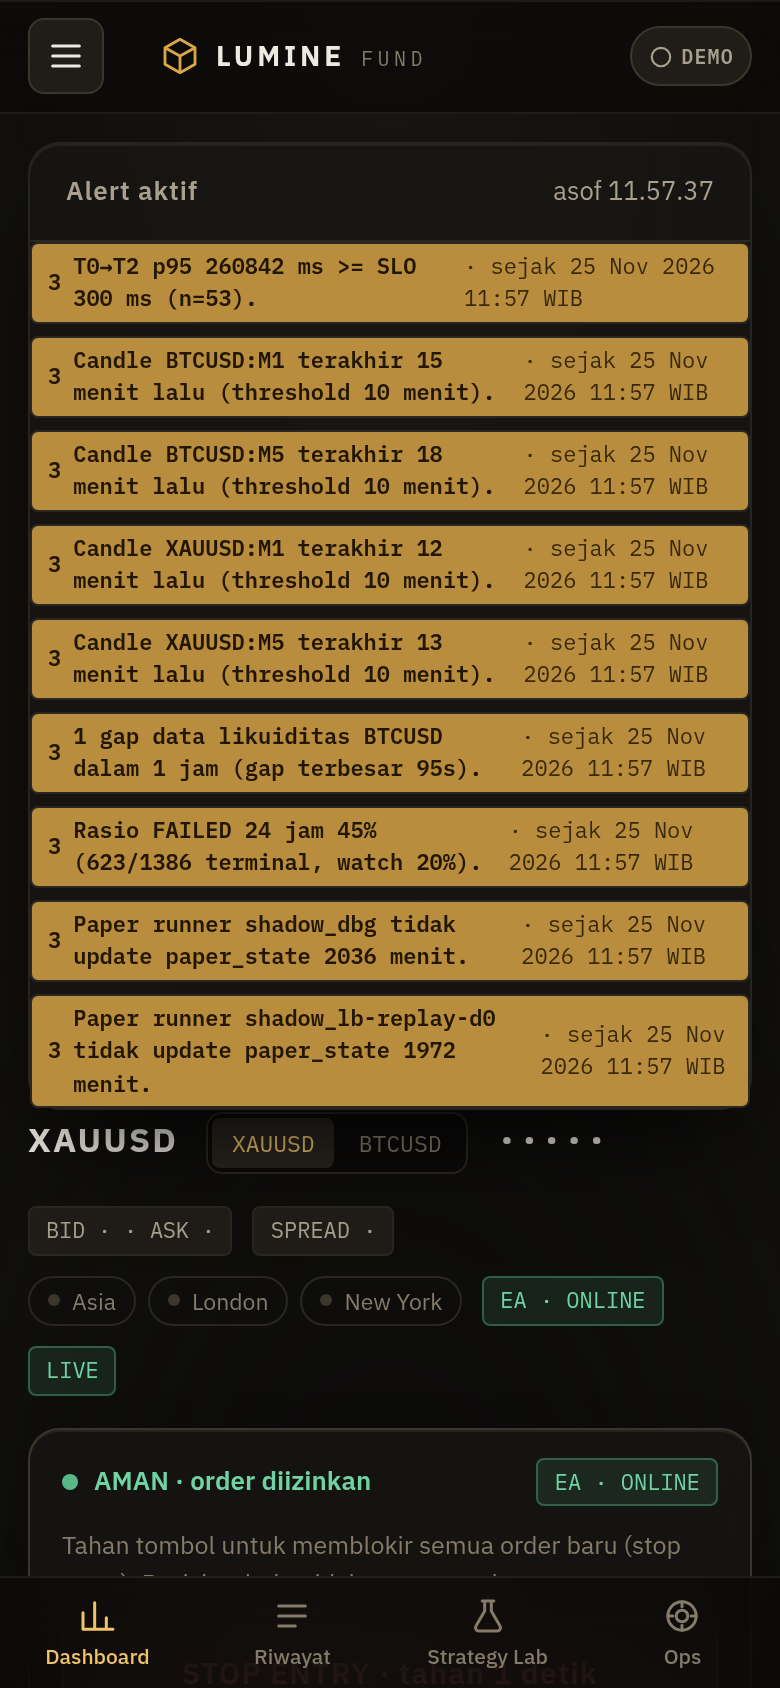 LUMINE FUND
DEMO
Alert aktif
asof 11.57.37
3 T0→T2 p95 260842 ms >= SLO
300 ms (n=53).
· sejak 25 Nov 2026
11:57 WIB
3 Candle BTCUSD:M1 terakhir 15
menit lalu (threshold 10 menit).
· sejak 25 Nov
2026 11:57 WIB
3 Candle BTCUSD:M5 terakhir 18
menit lalu (threshold 10 menit).
· sejak 25 Nov
2026 11:57 WIB
3 Candle XAUUSD:M1 terakhir 12
menit lalu (threshold 10 menit).
· sejak 25 Nov
2026 11:57 WIB
3 Candle XAUUSD:M5 terakhir 13
menit lalu (threshold 10 menit).
· sejak 25 Nov
2026 11:57 WIB
3 1 gap data likuiditas BTCUSD
dalam 1 jam (gap terbesar 95s).
· sejak 25 Nov
2026 11:57 WIB
3 Rasio FAILED 24 jam 45%
(623/1386 terminal, watch 20%).
· sejak 25 Nov
2026 11:57 WIB
3 Paper runner shadow_dbg tidak
update paper_state 2036 menit.
· sejak 25 Nov
2026 11:57 WIB
3 Paper runner shadow_lb-replay-d0
tidak update paper_state 1972
menit.
· sejak 25 Nov
2026 11:57 WIB
XAUUSD
XAUUSD
BTCUSD
• • • • •
BID · · ASK ·
SPREAD ·
Asia
London
New York
EA · ONLINE
LIVE
AMAN · order diizinkan
EA · ONLINE
Tahan tombol untuk memblokir semua order baru (stop
STOP ENTRY · tahan 1 detik
Dashboard
Riwayat
Strategy Lab
Ops